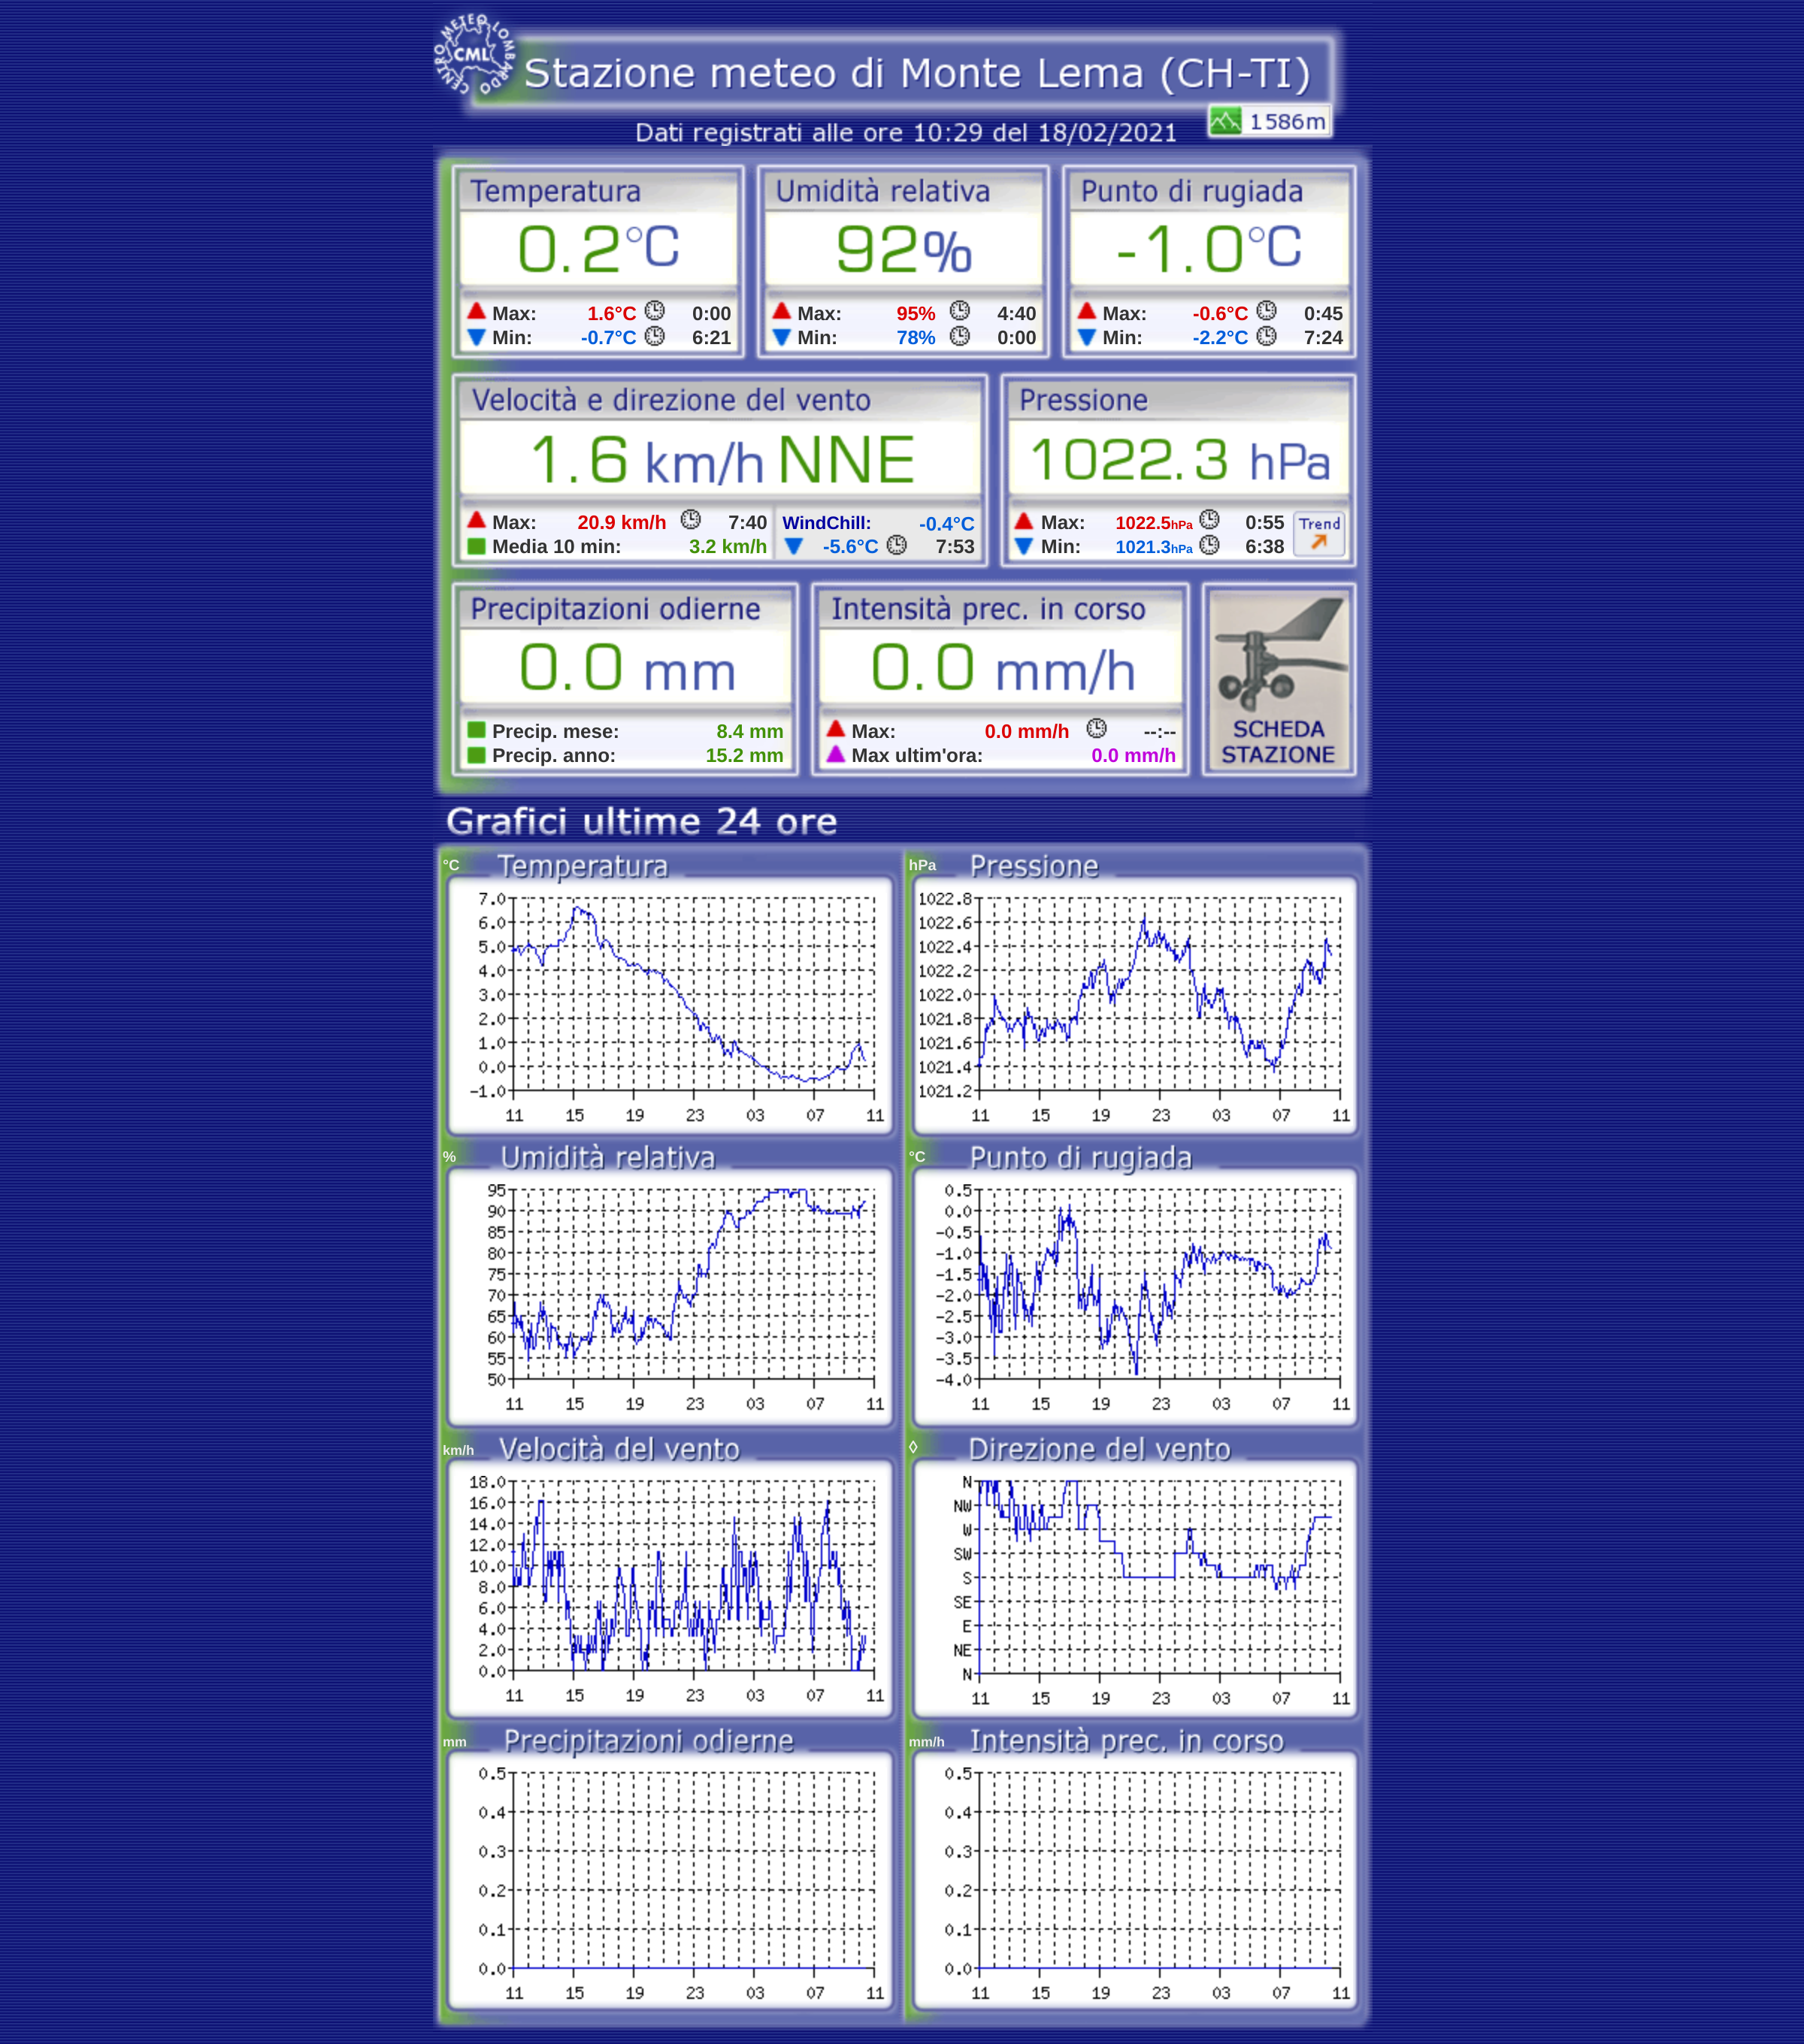 CENTRO METEO LOMBARDO
CML
Stazione meteo di Monte Lema (CH-TI)
1586m
Dati registrati alle ore 10:29 del 18/02/2021
Temperatura Umidità relativa Punto di rugiada
0.2°C 92% -1.0°C
Max: 1.6°C 0:00 Max: 95% 4:40 Max: -0.6°C 0:45
Min: -0.7°C 6:21 Min: 78% 0:00 Min: -2.2°C 7:24
Velocità e direzione del vento Pressione
1.6 km/h NNE 1022.3 hPa
Max: 20.9 km/h 7:40 WindChill: -0.4°C Max: 1022.5hPa 0:55 Trend
Media 10 min: 3.2 km/h -5.6°C 7:53 Min: 1021.3hPa 6:38
Precipitazioni odierne Intensità prec. in corso
0.0 mm 0.0 mm/h
Precip. mese: 8.4 mm Max: 0.0 mm/h --:-- SCHEDA
Precip. anno: 15.2 mm Max ultim'ora: 0.0 mm/h STAZIONE
Grafici ultime 24 ore
°C Temperatura hPa Pressione
7.0 1022.8
6.0 1022.6
5.0 1022.4
4.0 1022.2
3.0 1022.0
2.0 1021.8
1.0 1021.6
0.0 1021.4
-1.0 1021.2
11 15 19 23 03 07 11 11 15 19 23 03 07 11
% Umidità relativa °C Punto di rugiada
95 0.5
90 0.0
85 -0.5
80 -1.0
75 -1.5
70 -2.0
65 -2.5
60 -3.0
55 -3.5
50 -4.0
11 15 19 23 03 07 11 11 15 19 23 03 07 11
km/h Velocità del vento ◊ Direzione del vento
18.0 N
16.0 NW
14.0 W
12.0 SW
10.0 S
8.0 SE
6.0 E
4.0 NE
2.0 N
0.0
11 15 19 23 03 07 11 11 15 19 23 03 07 11
mm Precipitazioni odierne mm/h Intensità prec. in corso
0.5 0.5
0.4 0.4
0.3 0.3
0.2 0.2
0.1 0.1
0.0 0.0
11 15 19 23 03 07 11 11 15 19 23 03 07 11